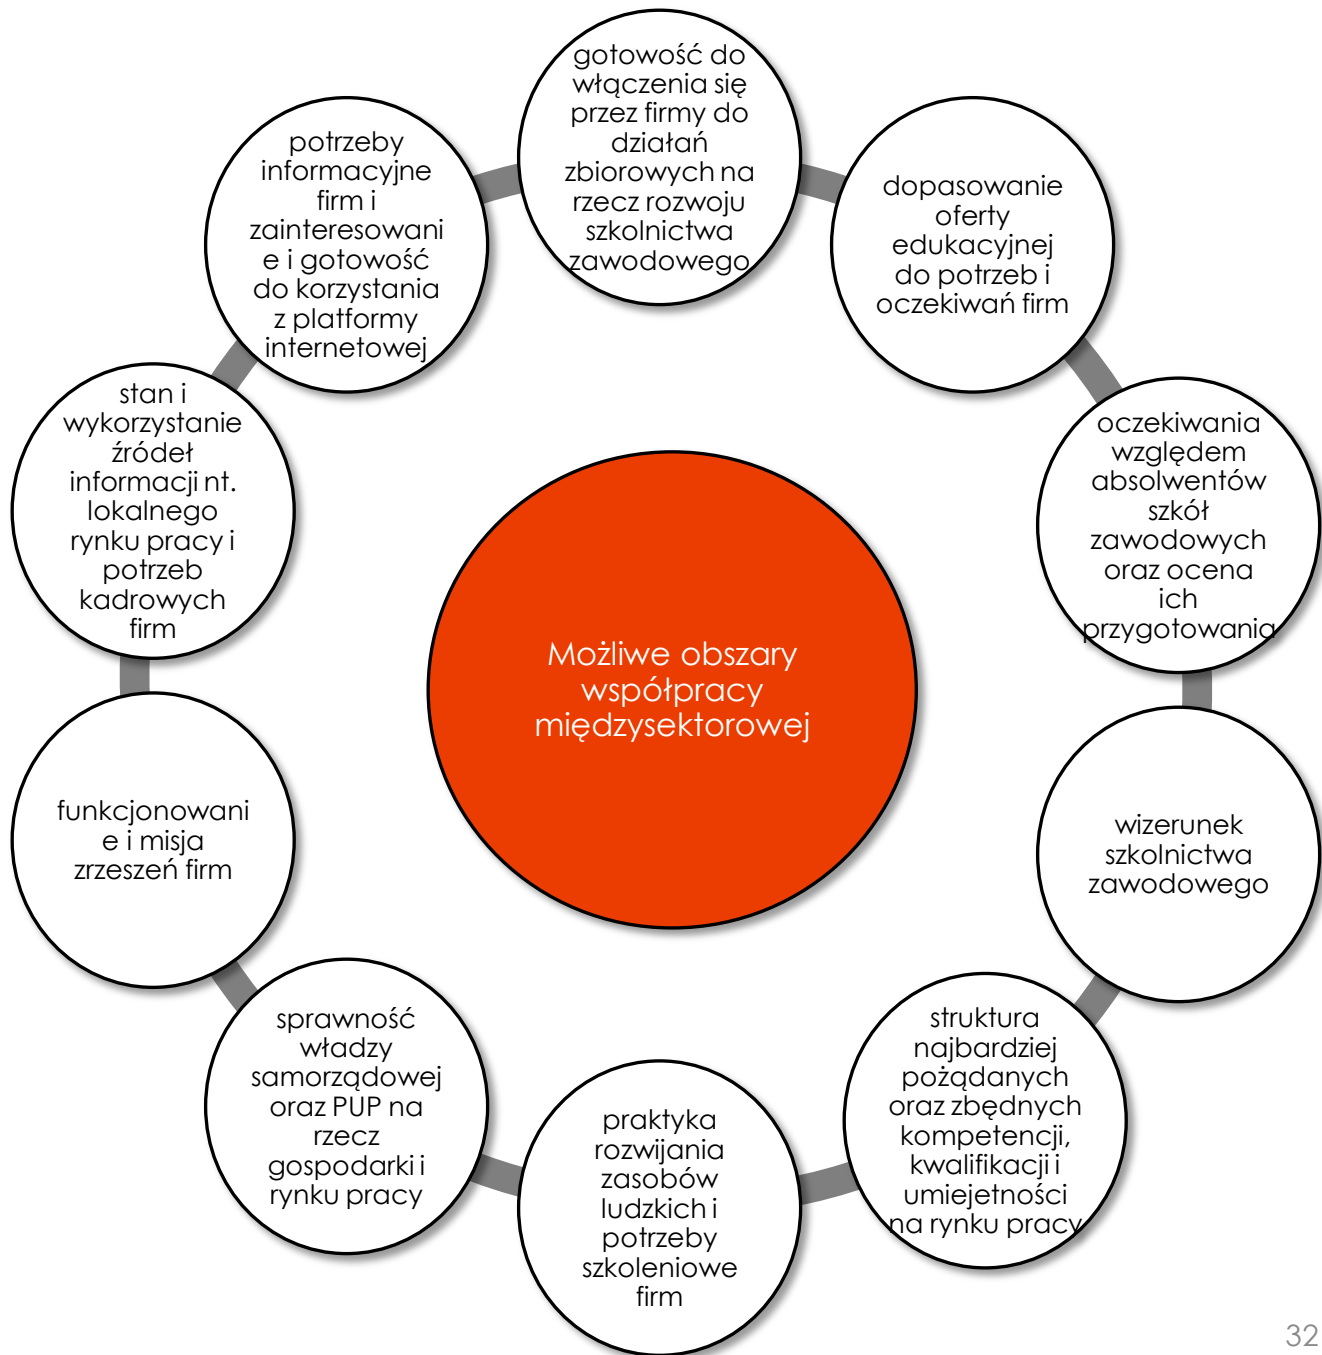 gotowość do
włączenia się
przez firmy do
działań
zbiorowych na
rzecz rozwoju
szkolnictwa
zawodowego
dopasowanie
oferty
edukacyjnej
do potrzeb i
oczekiwań firm
oczekiwania
względem
absolwentów
szkół
zawodowych
oraz ocena
ich
przygotowania
wizerunek
szkolnictwa
zawodowego
struktura
najbardziej
pożądanych
oraz zbędnych
kompetencji,
kwalifikacji i
umiejetności
na rynku pracy
praktyka
rozwijania
zasobów
ludzkich i
potrzeby
szkoleniowe
firm
sprawność
władzy
samorządowej
oraz PUP na
rzecz
gospodarki i
rynku pracy
funkcjonowani
e i misja
zrzeszeń firm
stan i
wykorzystanie
źródeł
informacji nt.
lokalnego
rynku pracy i
potrzeb
kadrowych
firm
potrzeby
informacyjne
firm i
zainteresowani
e i gotowość
do korzystania
z platformy
internetowej
Możliwe obszary
współpracy
międzysektorowej
32